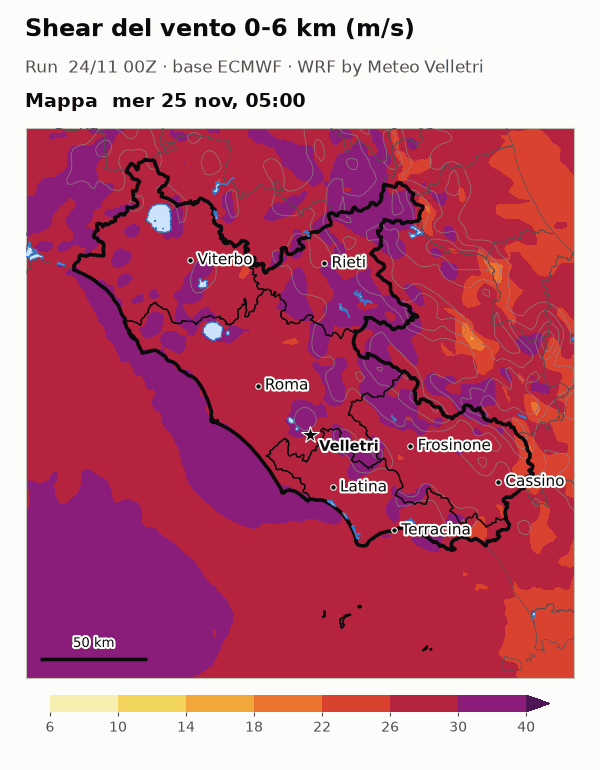 Shear del vento 0-6 km (m/s)
Run  24/11 00Z · base ECMWF · WRF by Meteo Velletri
Mappa  mer 25 nov, 05:00
Viterbo
Rieti
Roma
Velletri
Frosinone
Cassino
Latina
Terracina
50 km
6 10 14 18 22 26 30 40